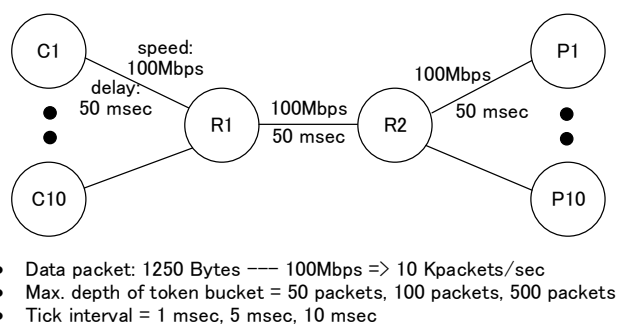 C1
speed:
100Mbps
delay:
50 msec
R1
100Mbps
50 msec
R2
100Mbps
50 msec
P1
C10
P10
• Data packet: 1250 Bytes --- 100Mbps => 10 Kpackets/sec
• Max. depth of token bucket = 50 packets, 100 packets, 500 packets
• Tick interval = 1 msec, 5 msec, 10 msec